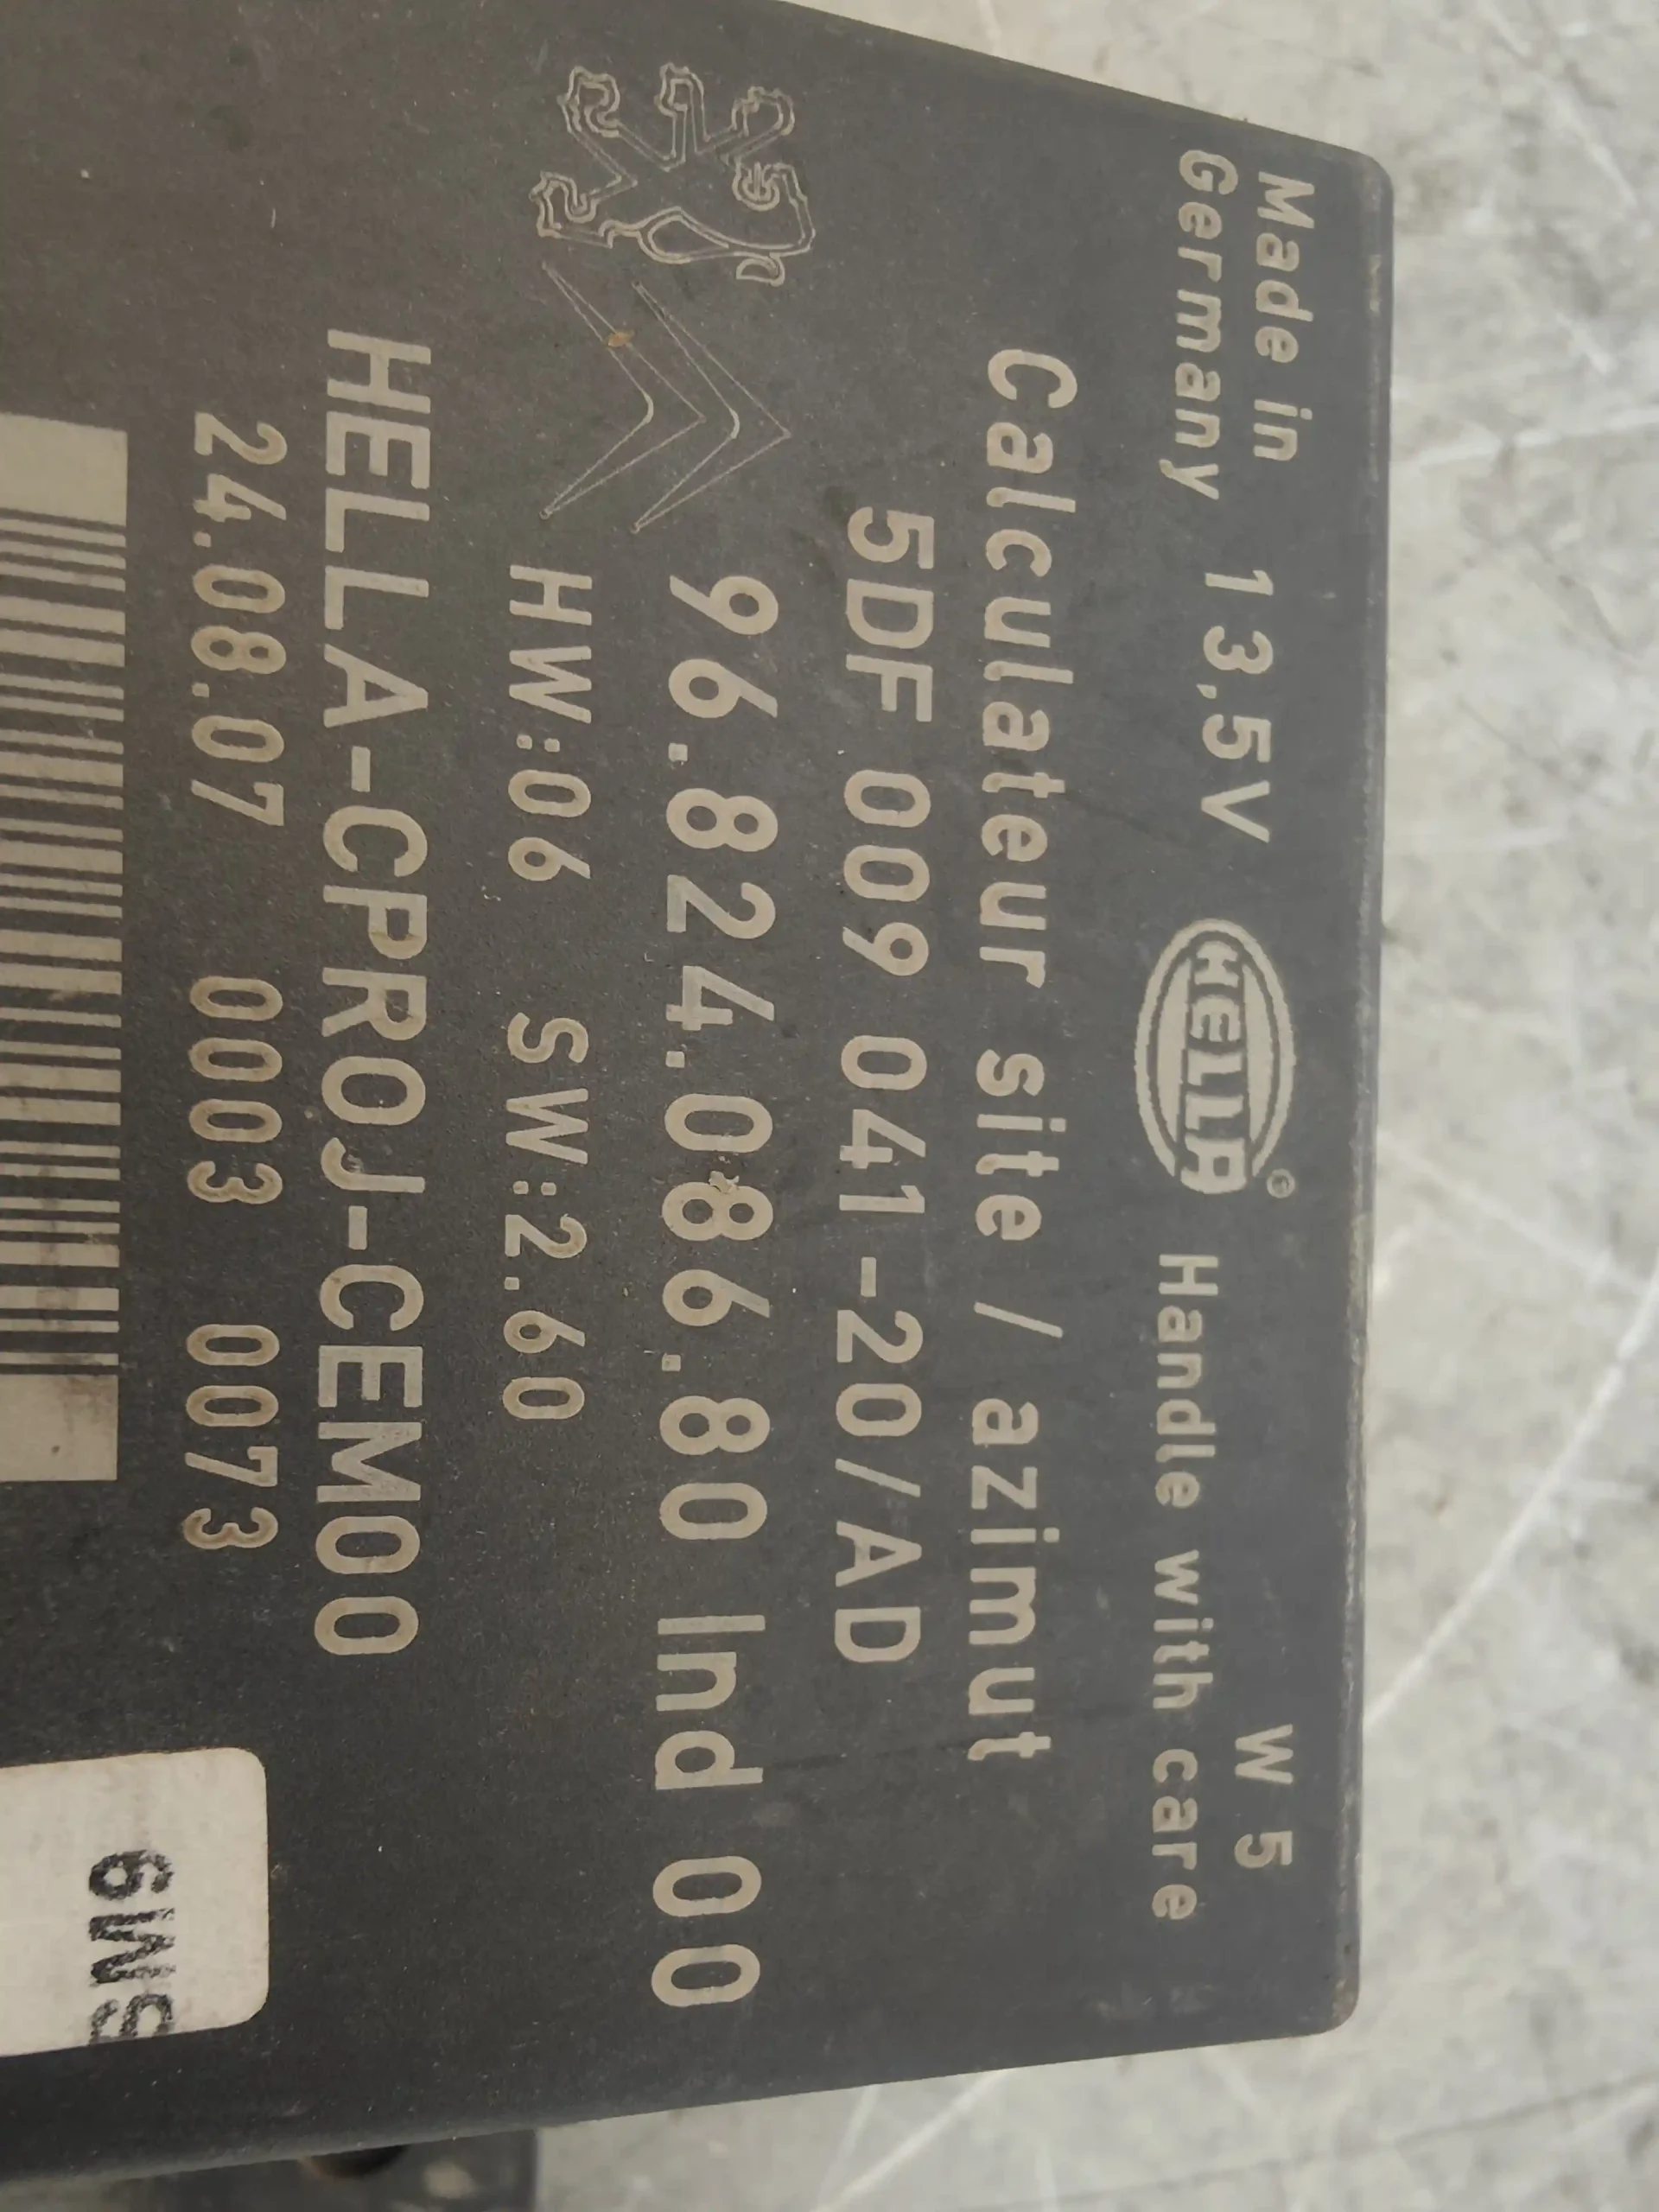 Made in
Germany
13,5V
HELLA®
W 5
Handle with care
Calculateur site / azimut
5DF 009 041-20/AD
96.824.086.80 Ind 00
HW:06 SW:2.60
HELLA-CPROJ-CEM00
24.08.07 0003 0073